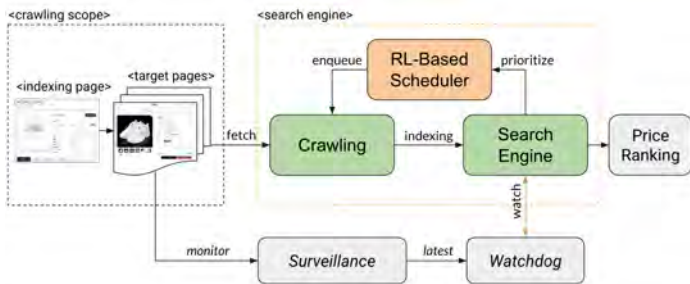 <crawling scope>
<search engine>
enqueue
RL-Based
Scheduler
prioritize
<indexing page>
<target pages>
fetch
Crawling
indexing
Search
Engine
Price
Ranking
watch
monitor
Surveillance
latest
Watchdog